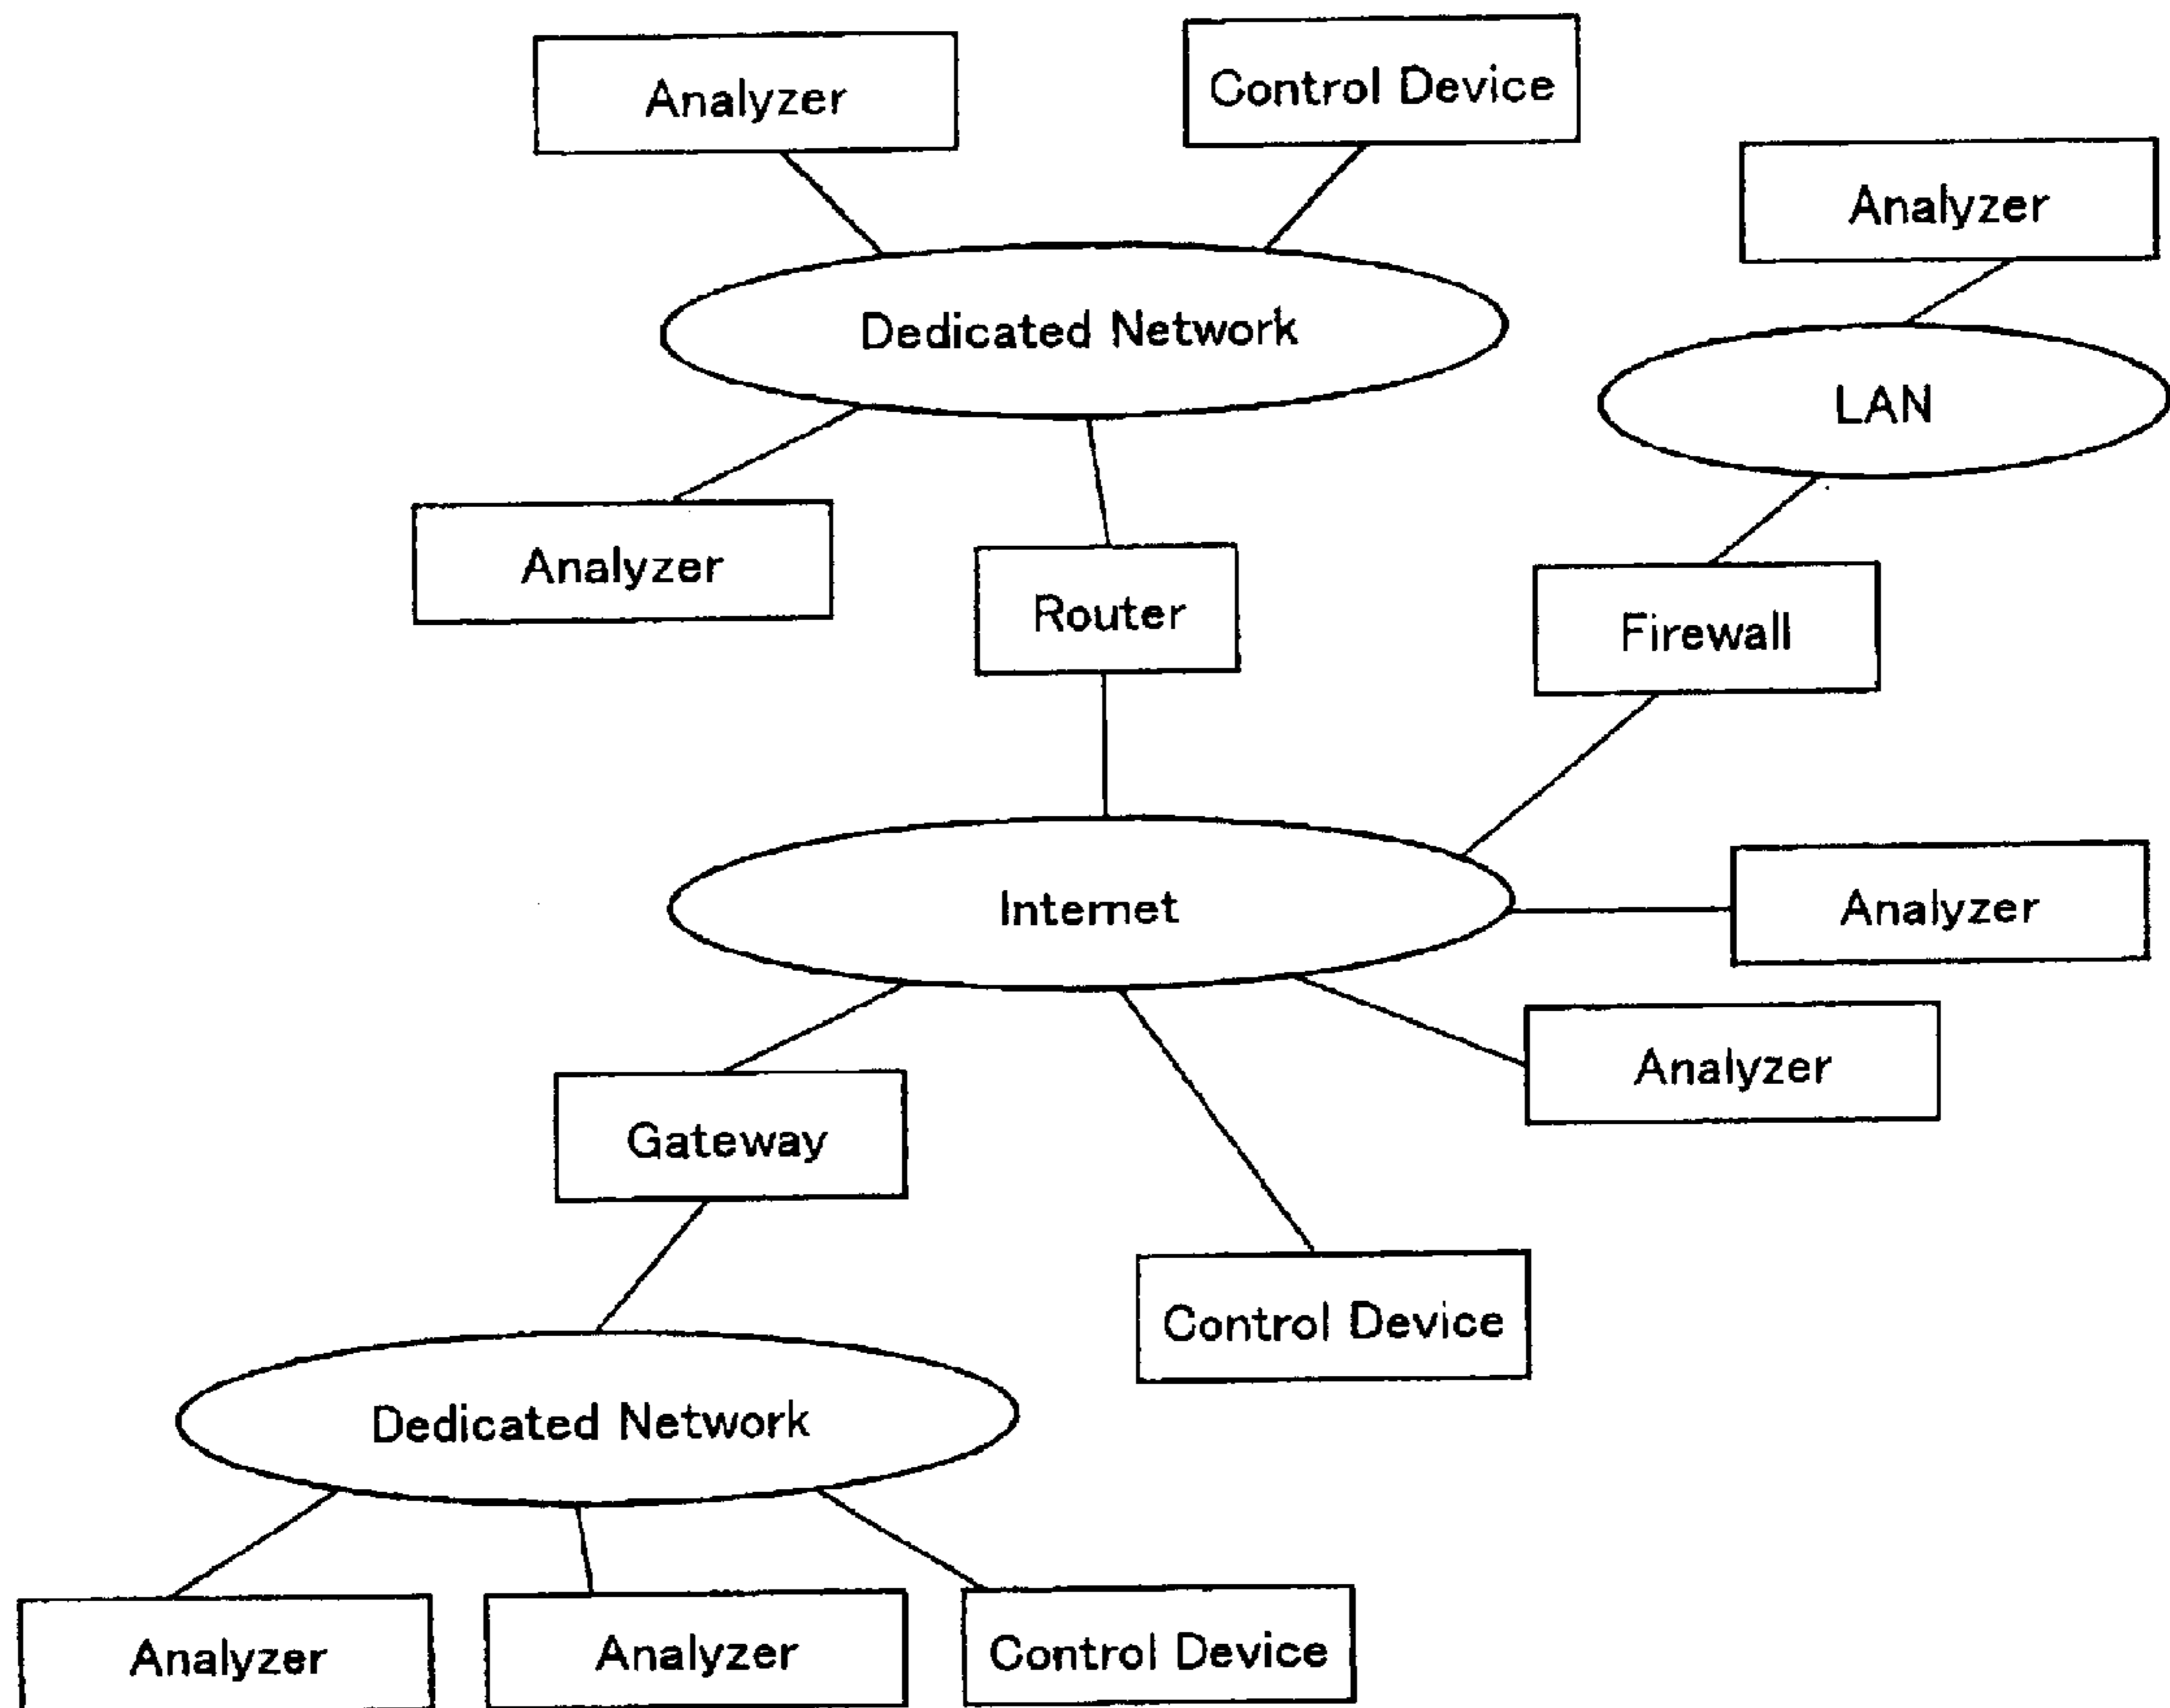 Analyzer
Control Device
Analyzer
Dedicated Network
LAN
Analyzer
Router
Firewall
Internet
Analyzer
Analyzer
Gateway
Control Device
Dedicated Network
Analyzer
Analyzer
Control Device